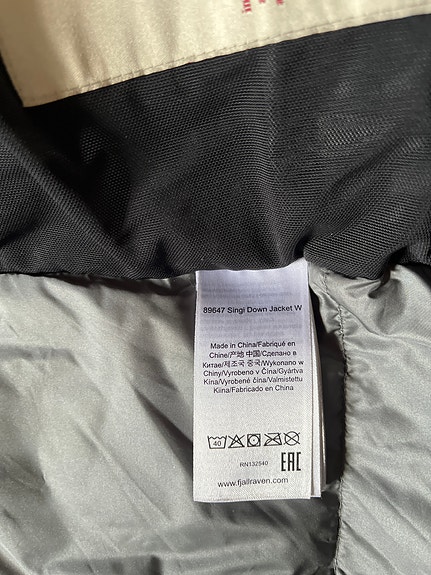 89647 Singi Down Jacket W
Made in China/Fabriqué en
Chine/产地 中国/Сделано в
Китае/제조국 중국/Wykonano w
Chiny/Vyrobeno v Čína/Gyártva
Kína/Vyrobené čína/Valmistettu
Kiina/Fabricado en China
40
RN132540
EAC
www.fjallraven.com